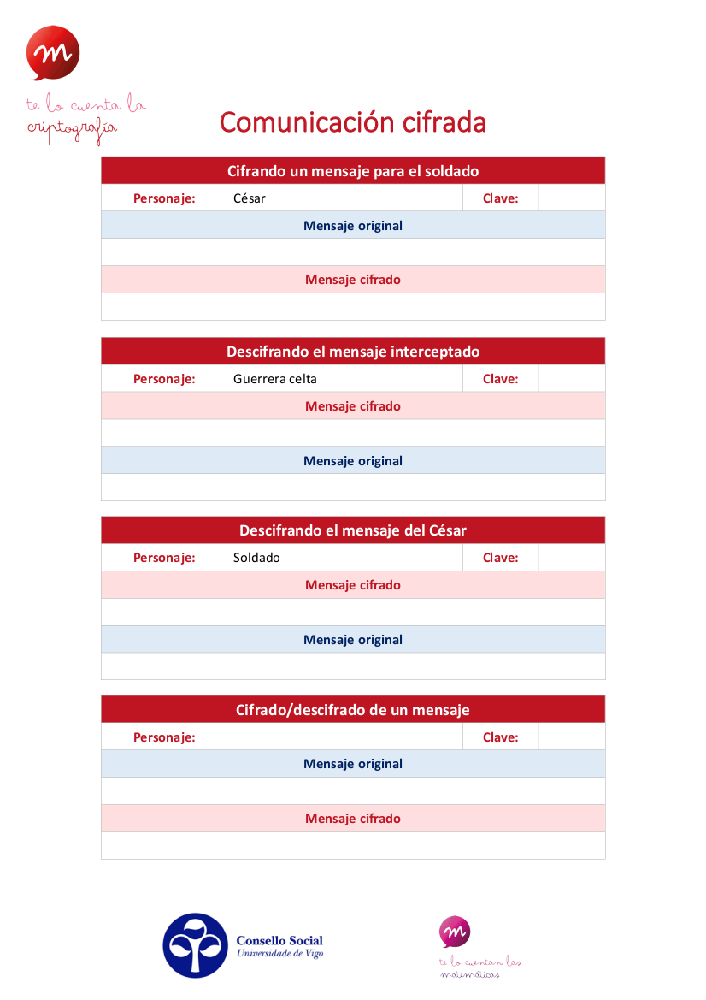 m
te lo cuenta la
criptografía
Comunicación cifrada
Cifrando un mensaje para el soldado
Personaje: César Clave:
Mensaje original
Mensaje cifrado
Descifrando el mensaje interceptado
Personaje: Guerrera celta Clave:
Mensaje cifrado
Mensaje original
Descifrando el mensaje del César
Personaje: Soldado Clave:
Mensaje cifrado
Mensaje original
Cifrado/descifrado de un mensaje
Personaje: Clave:
Mensaje original
Mensaje cifrado
Consello Social
Universidade de Vigo
m
te lo cuentan las
matemáticas